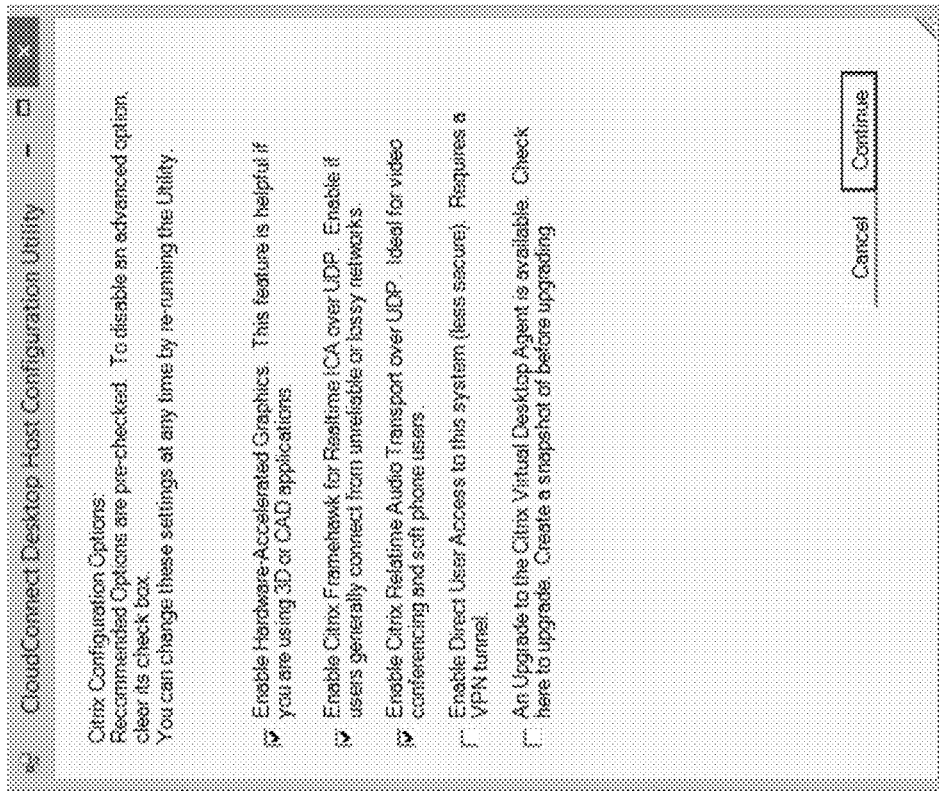 CloudConnect Desktop Host Configuration Utility
Citrix Configuration Options:
Recommended Options are pre-checked. To disable an advanced option,
clear its check box.
You can change these settings at any time by re-running the Utility.
Enable Hardware-Accelerated Graphics. This feature is helpful if
you are using 3D or CAD applications
Enable Citrix Framehawk for Realtime ICA over UDP. Enable if
users generally connect from unreliable or lossy networks
Enable Citrix Relatime Audio Transport over UDP. Ideal for video
conferencing and soft phone users.
Enable Direct User Access to this system (less secure). Requires a
VPN tunnel.
An Upgrade to the Citrix Virtual Desktop Agent is available. Check
here to upgrade. Create a snapshot of before upgrading.
Cancel
Continue